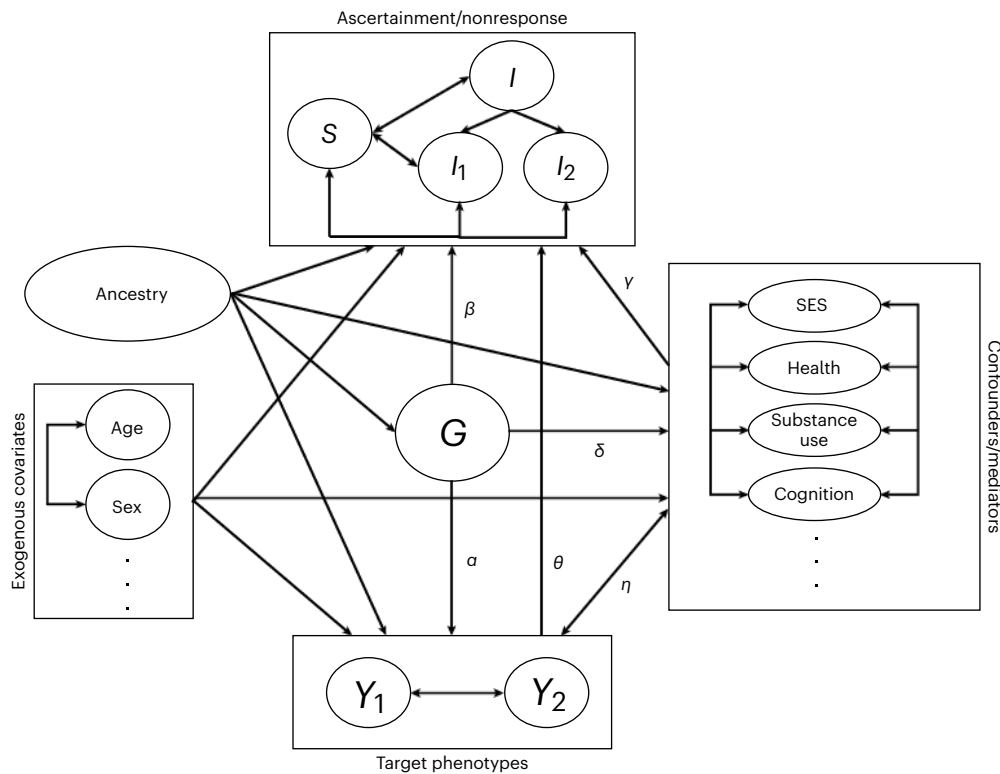 Ascertainment/nonresponse
I
S
I1
I2
Ancestry
β
γ
SES
Health
Substance
use
Cognition
.
.
.
Confounders/mediators
Exogenous covariates
Age
Sex
.
.
.
G
δ
α
θ
η
Y1
Y2
Target phenotypes